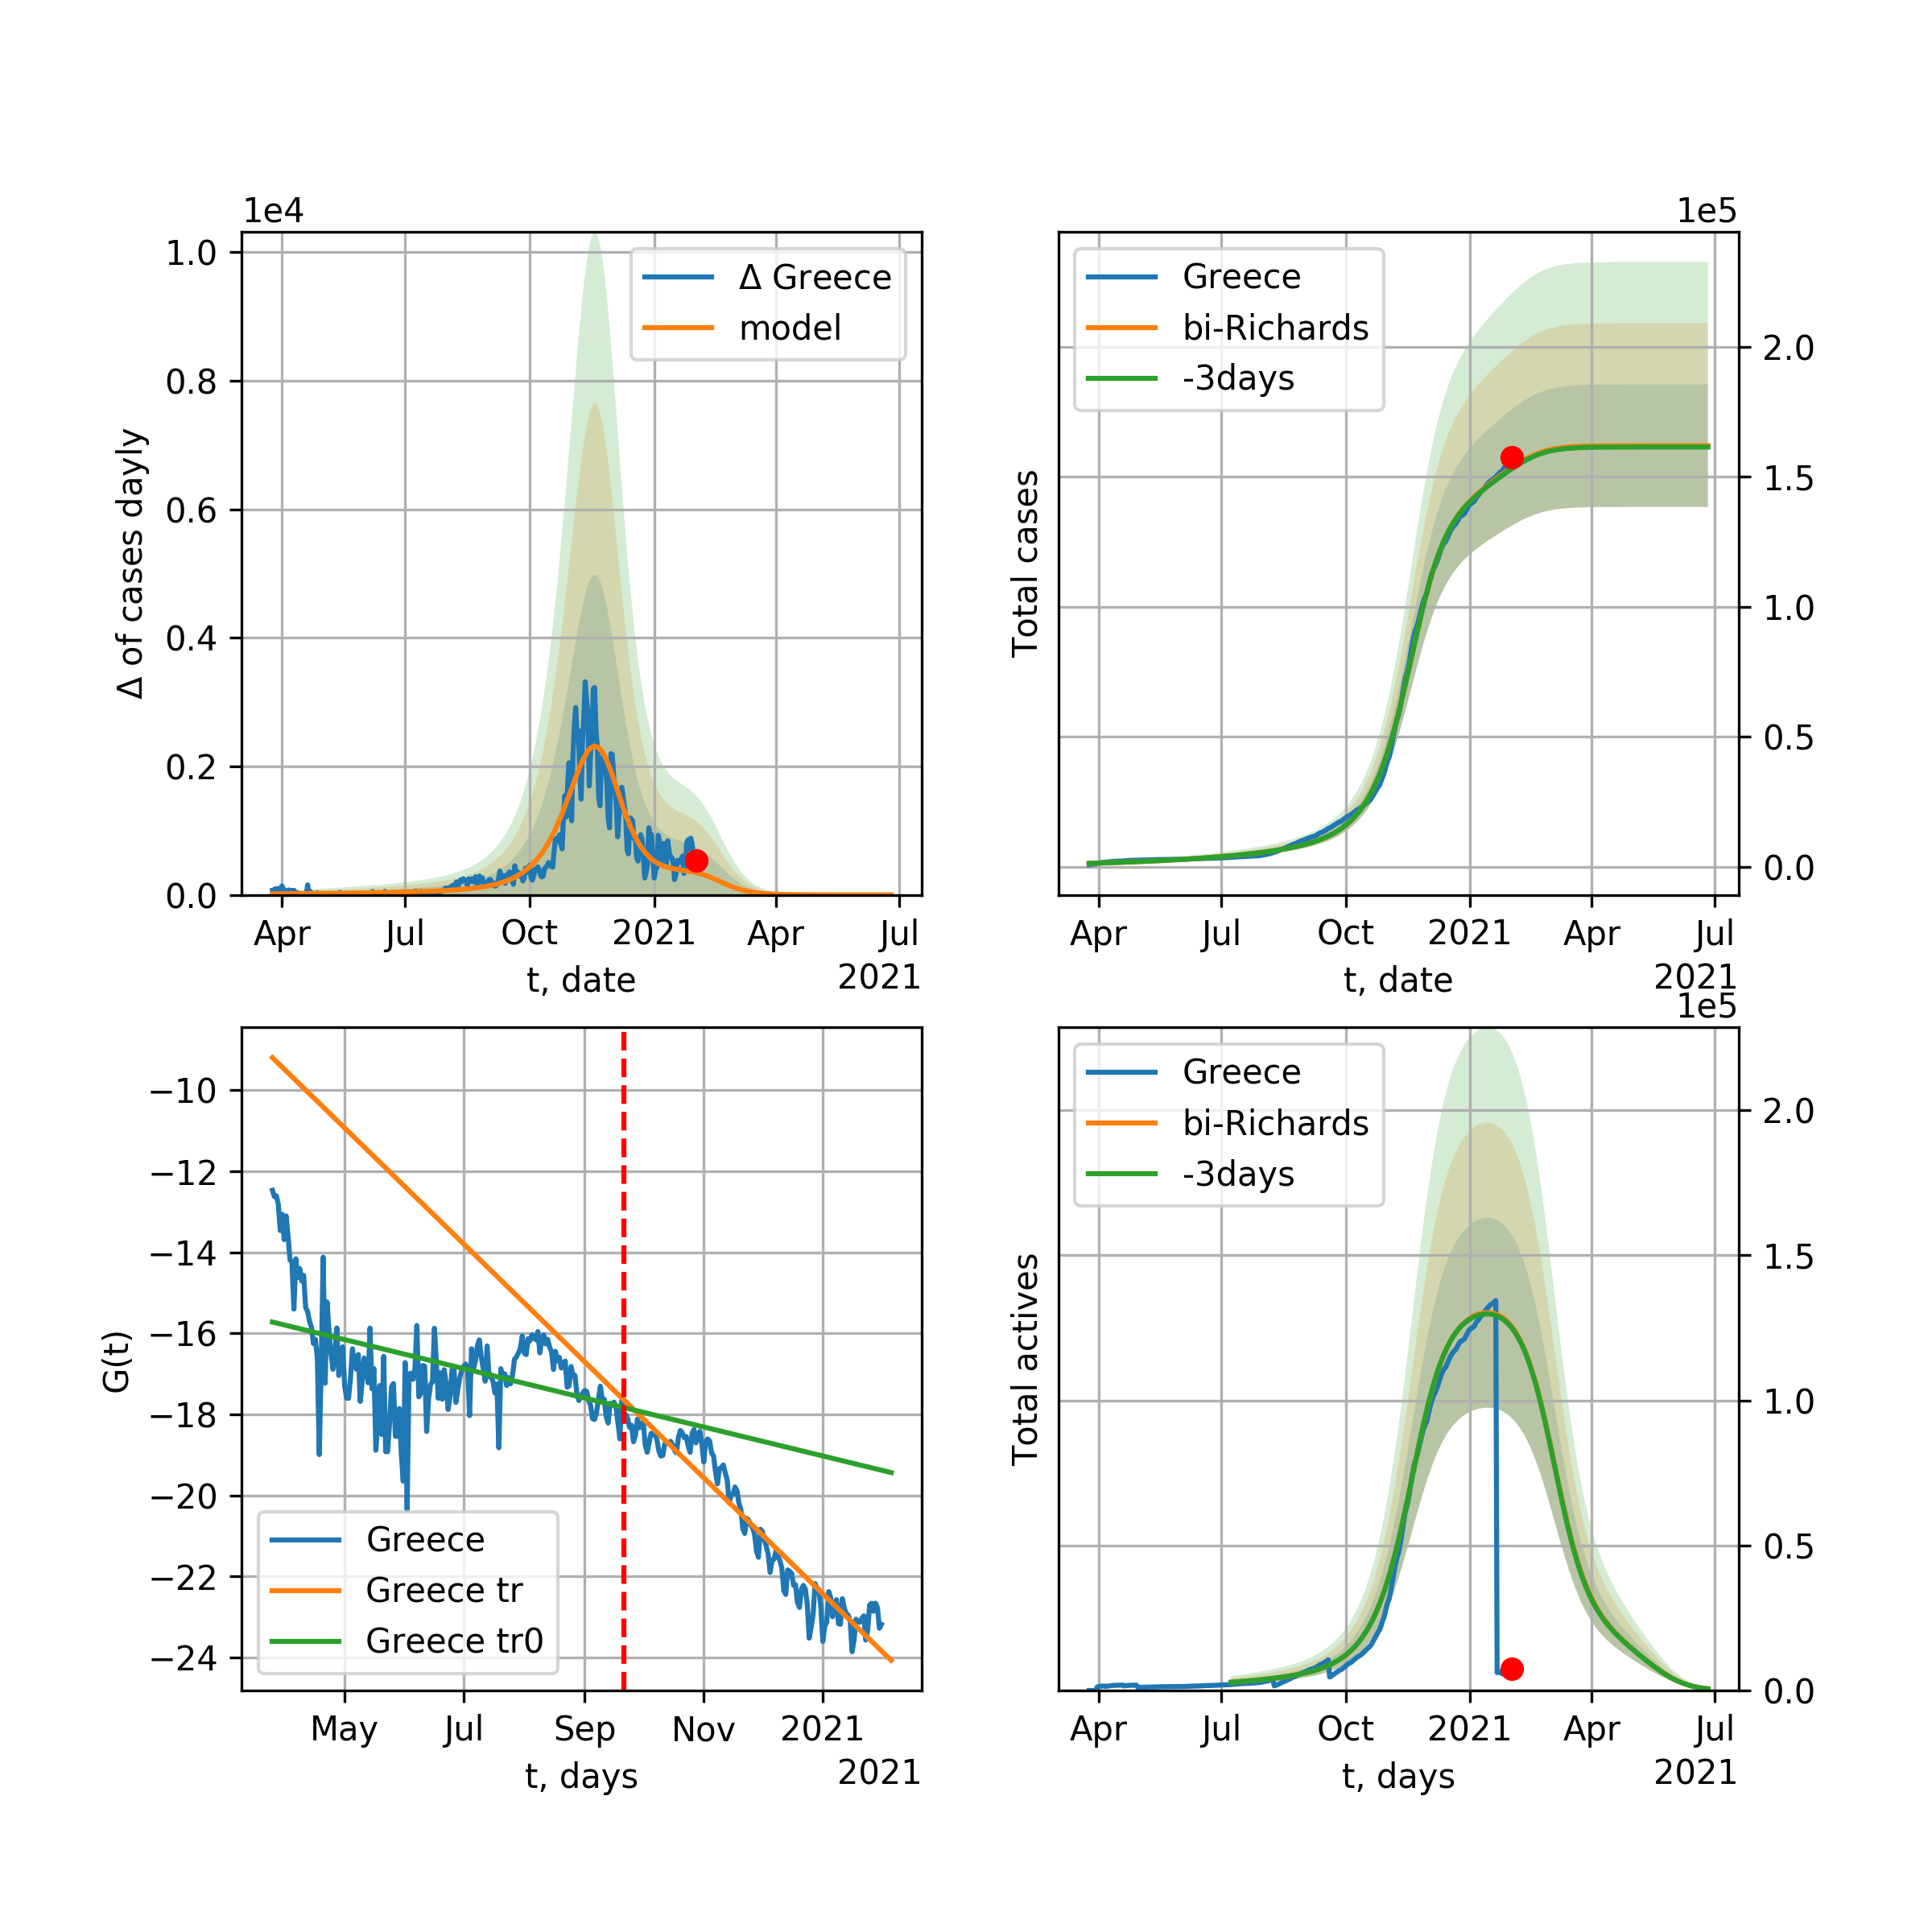 1e4
1.0
0.8
0.6
0.4
0.2
0.0
Δ of cases dayly
Δ Greece
model
Apr Jul Oct 2021 Apr Jul
t, date
2021
1e5
Greece
bi-Richards
-3days
Total cases
2.0
1.5
1.0
0.5
0.0
Apr Jul Oct 2021 Apr Jul
t, date
2021
−10
−12
−14
−16
−18
−20
−22
−24
G(t)
Greece
Greece tr
Greece tr0
May Jul Sep Nov 2021
t, days
2021
1e5
Greece
bi-Richards
-3days
Total actives
2.0
1.5
1.0
0.5
0.0
Apr Jul Oct 2021 Apr Jul
t, days
2021